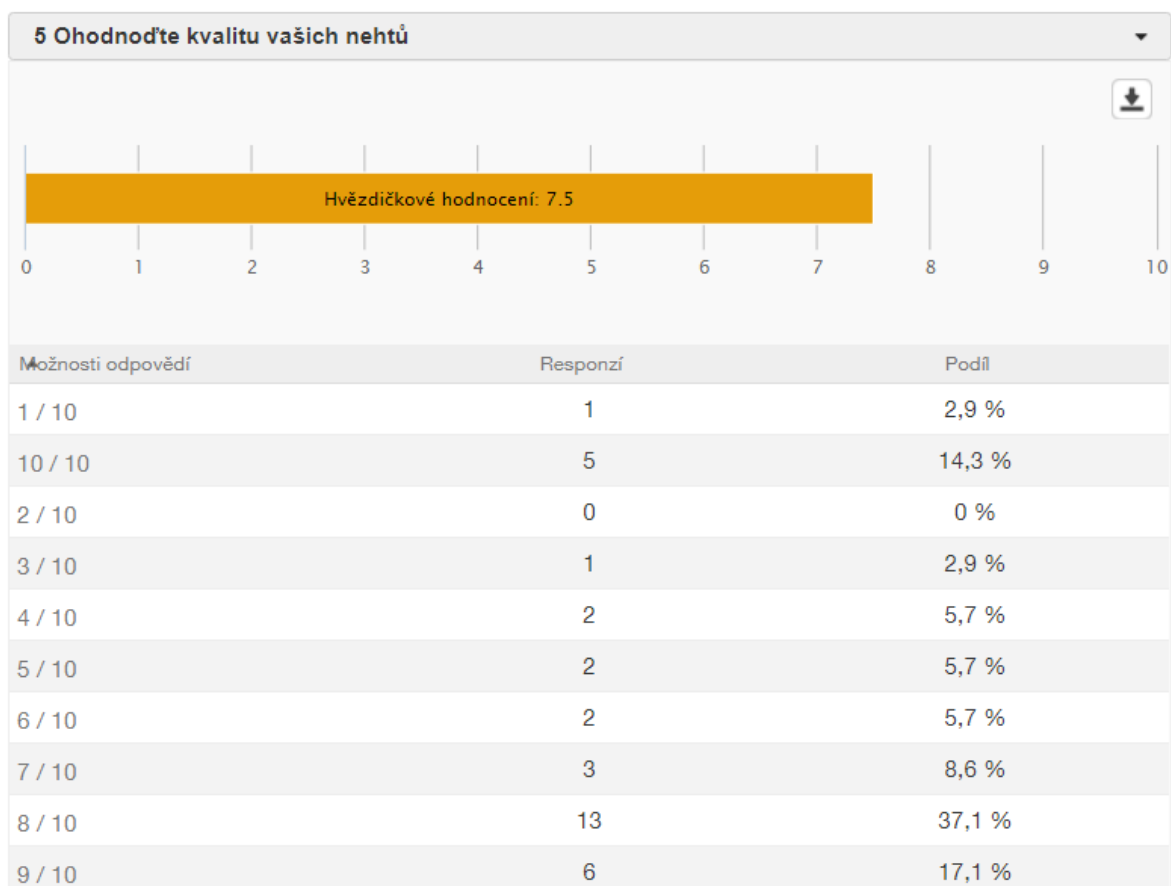 5 Ohodnoďte kvalitu vašich nehtů
Hvězdičkové hodnocení: 7.5
0 1 2 3 4 5 6 7 8 9 10
Možnosti odpovědí Responzí Podíl
1 / 10 1 2,9 %
10 / 10 5 14,3 %
2 / 10 0 0 %
3 / 10 1 2,9 %
4 / 10 2 5,7 %
5 / 10 2 5,7 %
6 / 10 2 5,7 %
7 / 10 3 8,6 %
8 / 10 13 37,1 %
9 / 10 6 17,1 %